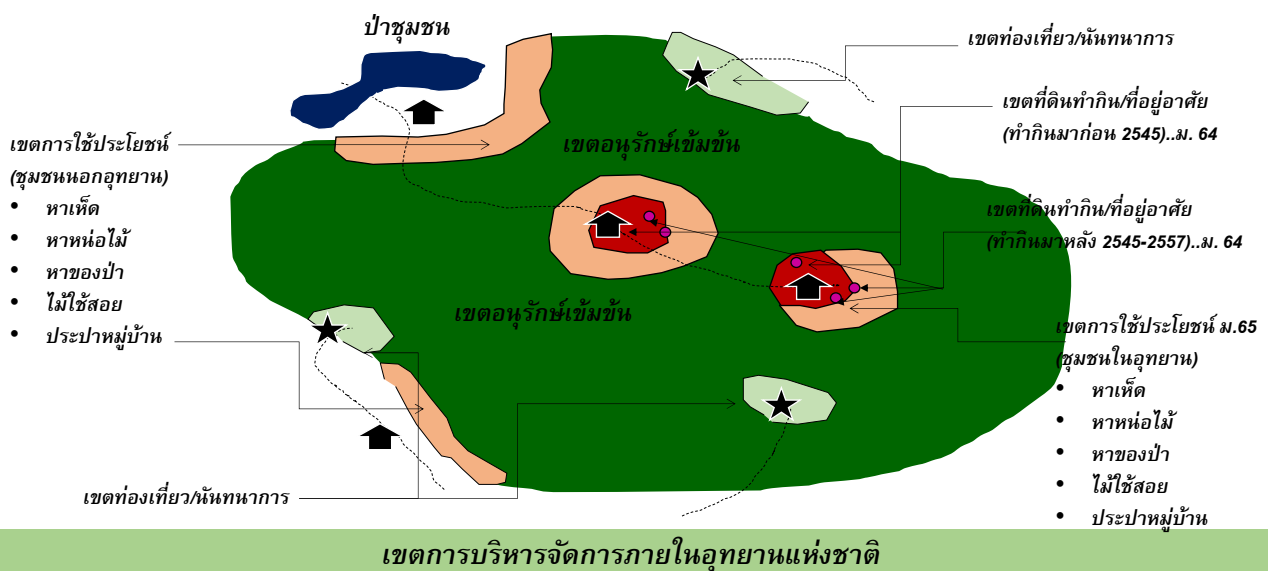 ป่าชุมชน
เขตท่องเที่ยว/นันทนาการ
เขตที่ดินทำกิน/ที่อยู่อาศัย
(ทำกินมาก่อน 2545)..ม. 64
เขตการใช้ประโยชน์
(ชุมชนนอกอุทยาน)
• หาเห็ด
• หาหน่อไม้
• หาของป่า
• ไม้ใช้สอย
• ประปาหมู่บ้าน
เขตอนุรักษ์เข้มข้น
เขตที่ดินทำกิน/ที่อยู่อาศัย
(ทำกินมาหลัง 2545-2557)..ม. 64
เขตอนุรักษ์เข้มข้น
เขตการใช้ประโยชน์ ม.65
(ชุมชนในอุทยาน)
• หาเห็ด
• หาหน่อไม้
• หาของป่า
• ไม้ใช้สอย
• ประปาหมู่บ้าน
เขตท่องเที่ยว/นันทนาการ
เขตการบริหารจัดการภายในอุทยานแห่งชาติ